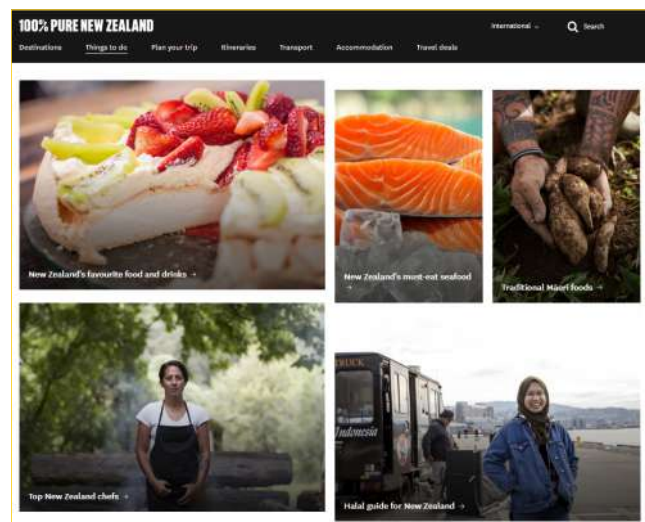 100% PURE NEW ZEALAND
International
Search
Destinations
Things to do
Plan your trip
Itineraries
Transport
Accommodation
Travel deals
New Zealand's favourite food and drinks →
New Zealand's must-eat seafood
→
Traditional Māori foods →
TRUCK
Indonesia
Top New Zealand chefs →
Halal guide for New Zealand →